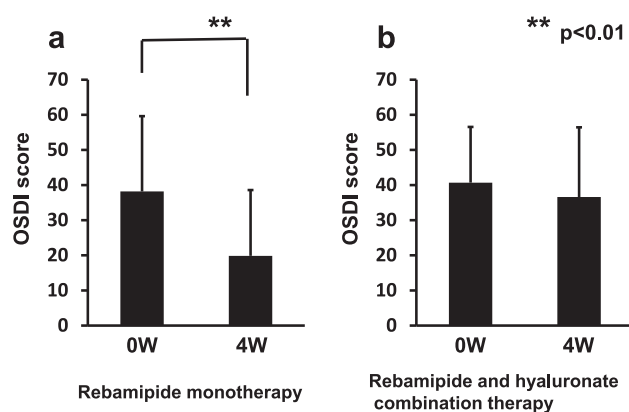 a
**
b
** p<0.01
OSDI score
70
60
50
40
30
20
10
0
0W
4W
Rebamipide monotherapy
OSDI score
70
60
50
40
30
20
10
0
0W
4W
Rebamipide and hyaluronate
combination therapy